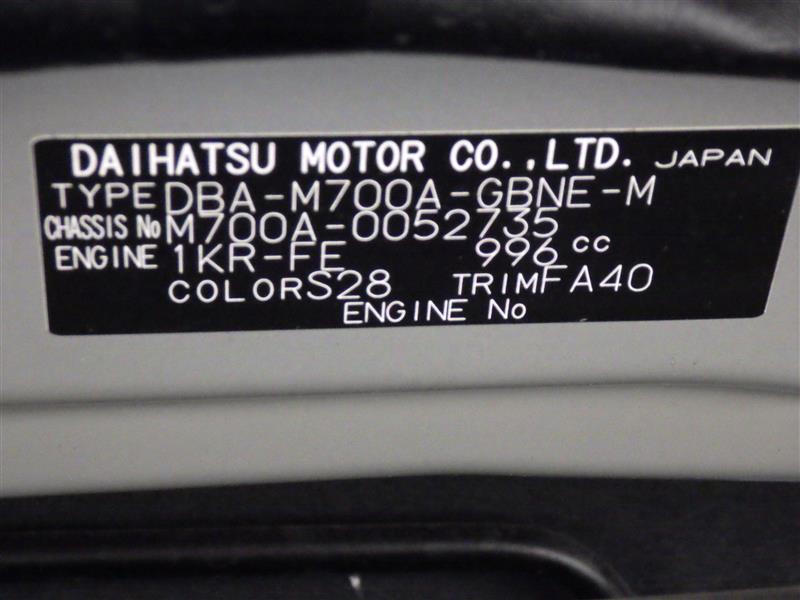 DAIHATSU MOTOR CO.,LTD. JAPAN
TYPE DBA-M700A-GBNE-M
CHASSIS No M700A-0052735
ENGINE 1KR-FE 996 cc
COLOR S28 TRIM FA40
ENGINE No